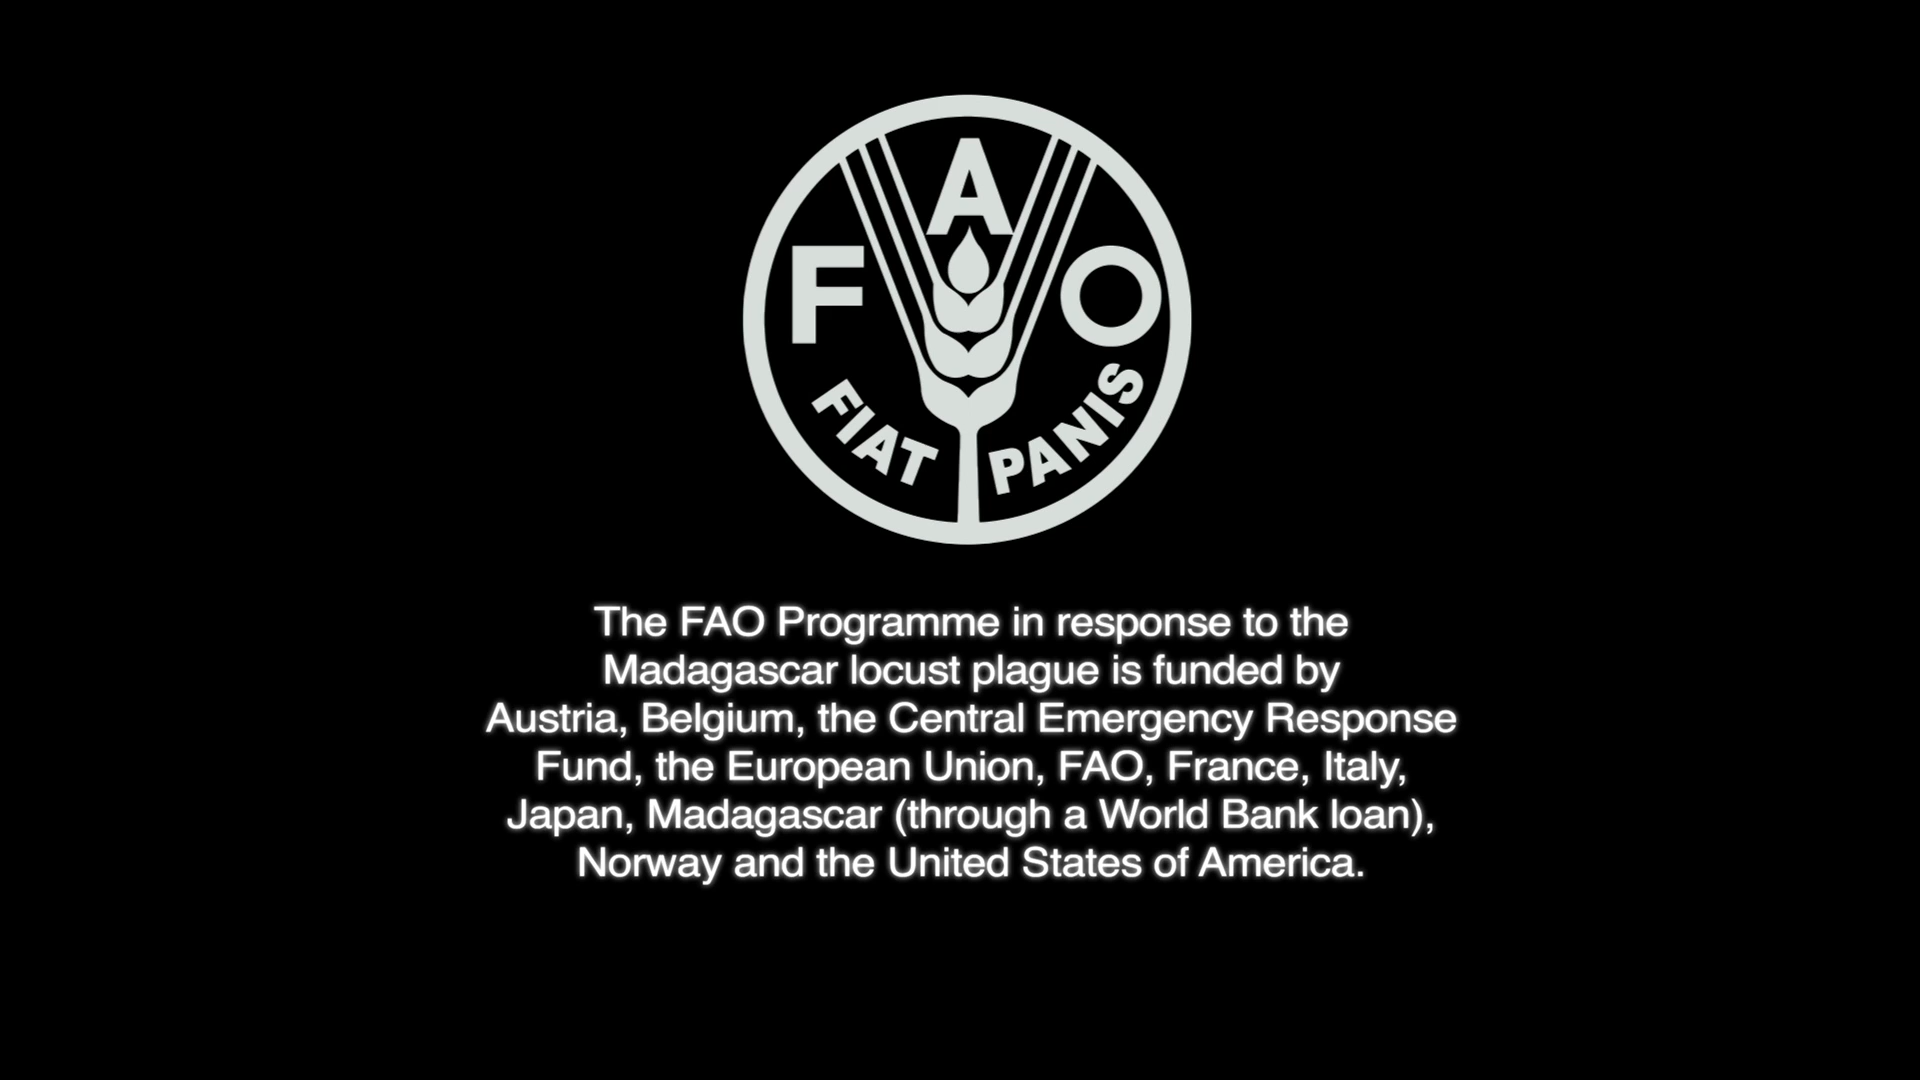 F A O
FIAT PANIS
The FAO Programme in response to the
Madagascar locust plague is funded by
Austria, Belgium, the Central Emergency Response
Fund, the European Union, FAO, France, Italy,
Japan, Madagascar (through a World Bank loan),
Norway and the United States of America.